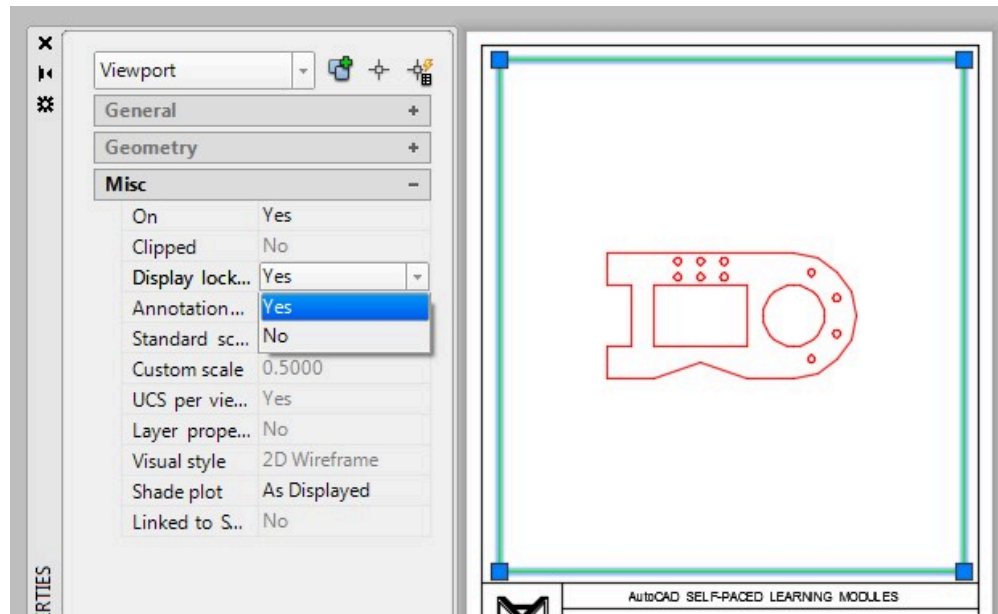 Viewport
General
Geometry
Misc
On Yes
Clipped No
Display lock... Yes
Annotation... Yes
Standard sc... No
Custom scale 0.5000
UCS per vie... Yes
Layer prope... No
Visual style 2D Wireframe
Shade plot As Displayed
Linked to S... No
RTIES
AutoCAD SELF-PACED LEARNING MODULES